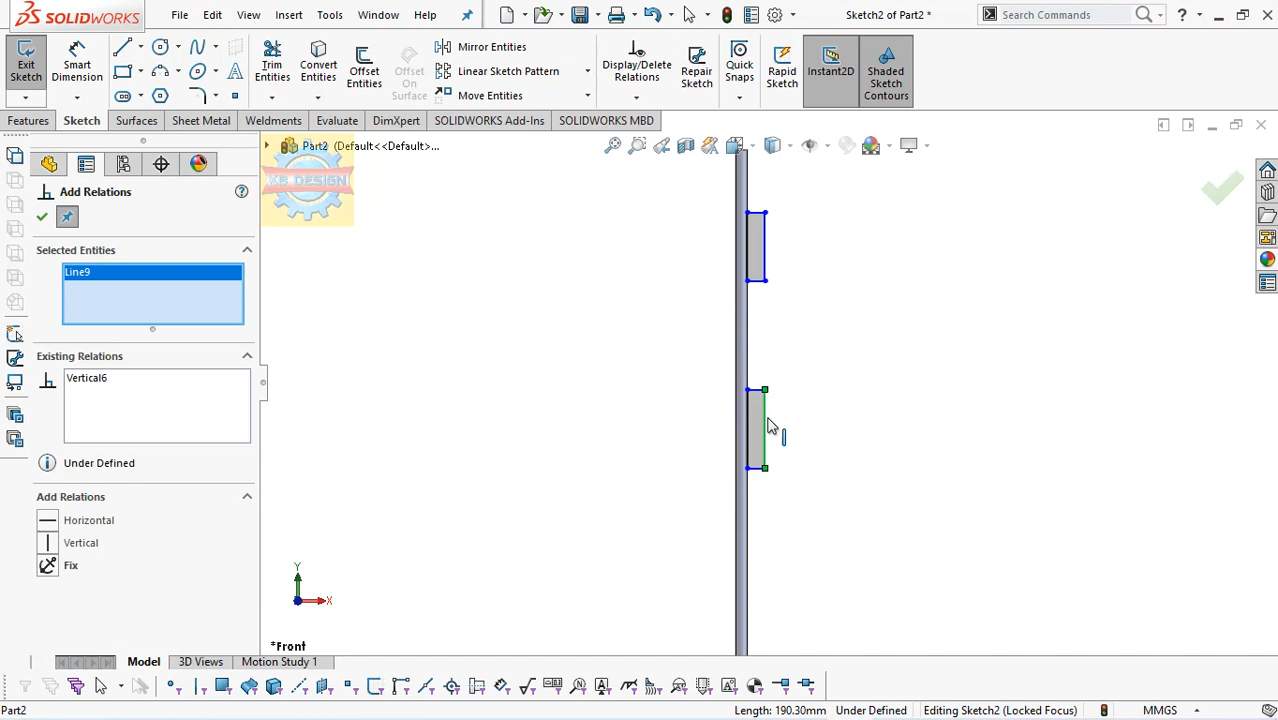 SOLIDWORKS
File Edit View Insert Tools Window Help
Sketch2 of Part2 *
Search Commands
Exit Sketch
Smart Dimension
Trim Entities
Convert Entities
Offset Entities
Offset On Surface
Mirror Entities
Linear Sketch Pattern
Move Entities
Display/Delete Relations
Repair Sketch
Quick Snaps
Rapid Sketch
Instant2D
Shaded Sketch Contours
Features Sketch Surfaces Sheet Metal Weldments Evaluate DimXpert SOLIDWORKS Add-Ins SOLIDWORKS MBD
Part2 (Default<<Default>...
KB DESIGN
Add Relations
Selected Entities
Line9
Existing Relations
Vertical6
Under Defined
Add Relations
Horizontal
Vertical
Fix
Y
X
*Front
Model 3D Views Motion Study 1
Part2 Length: 190.30mm Under Defined Editing Sketch2 (Locked Focus) MMGS